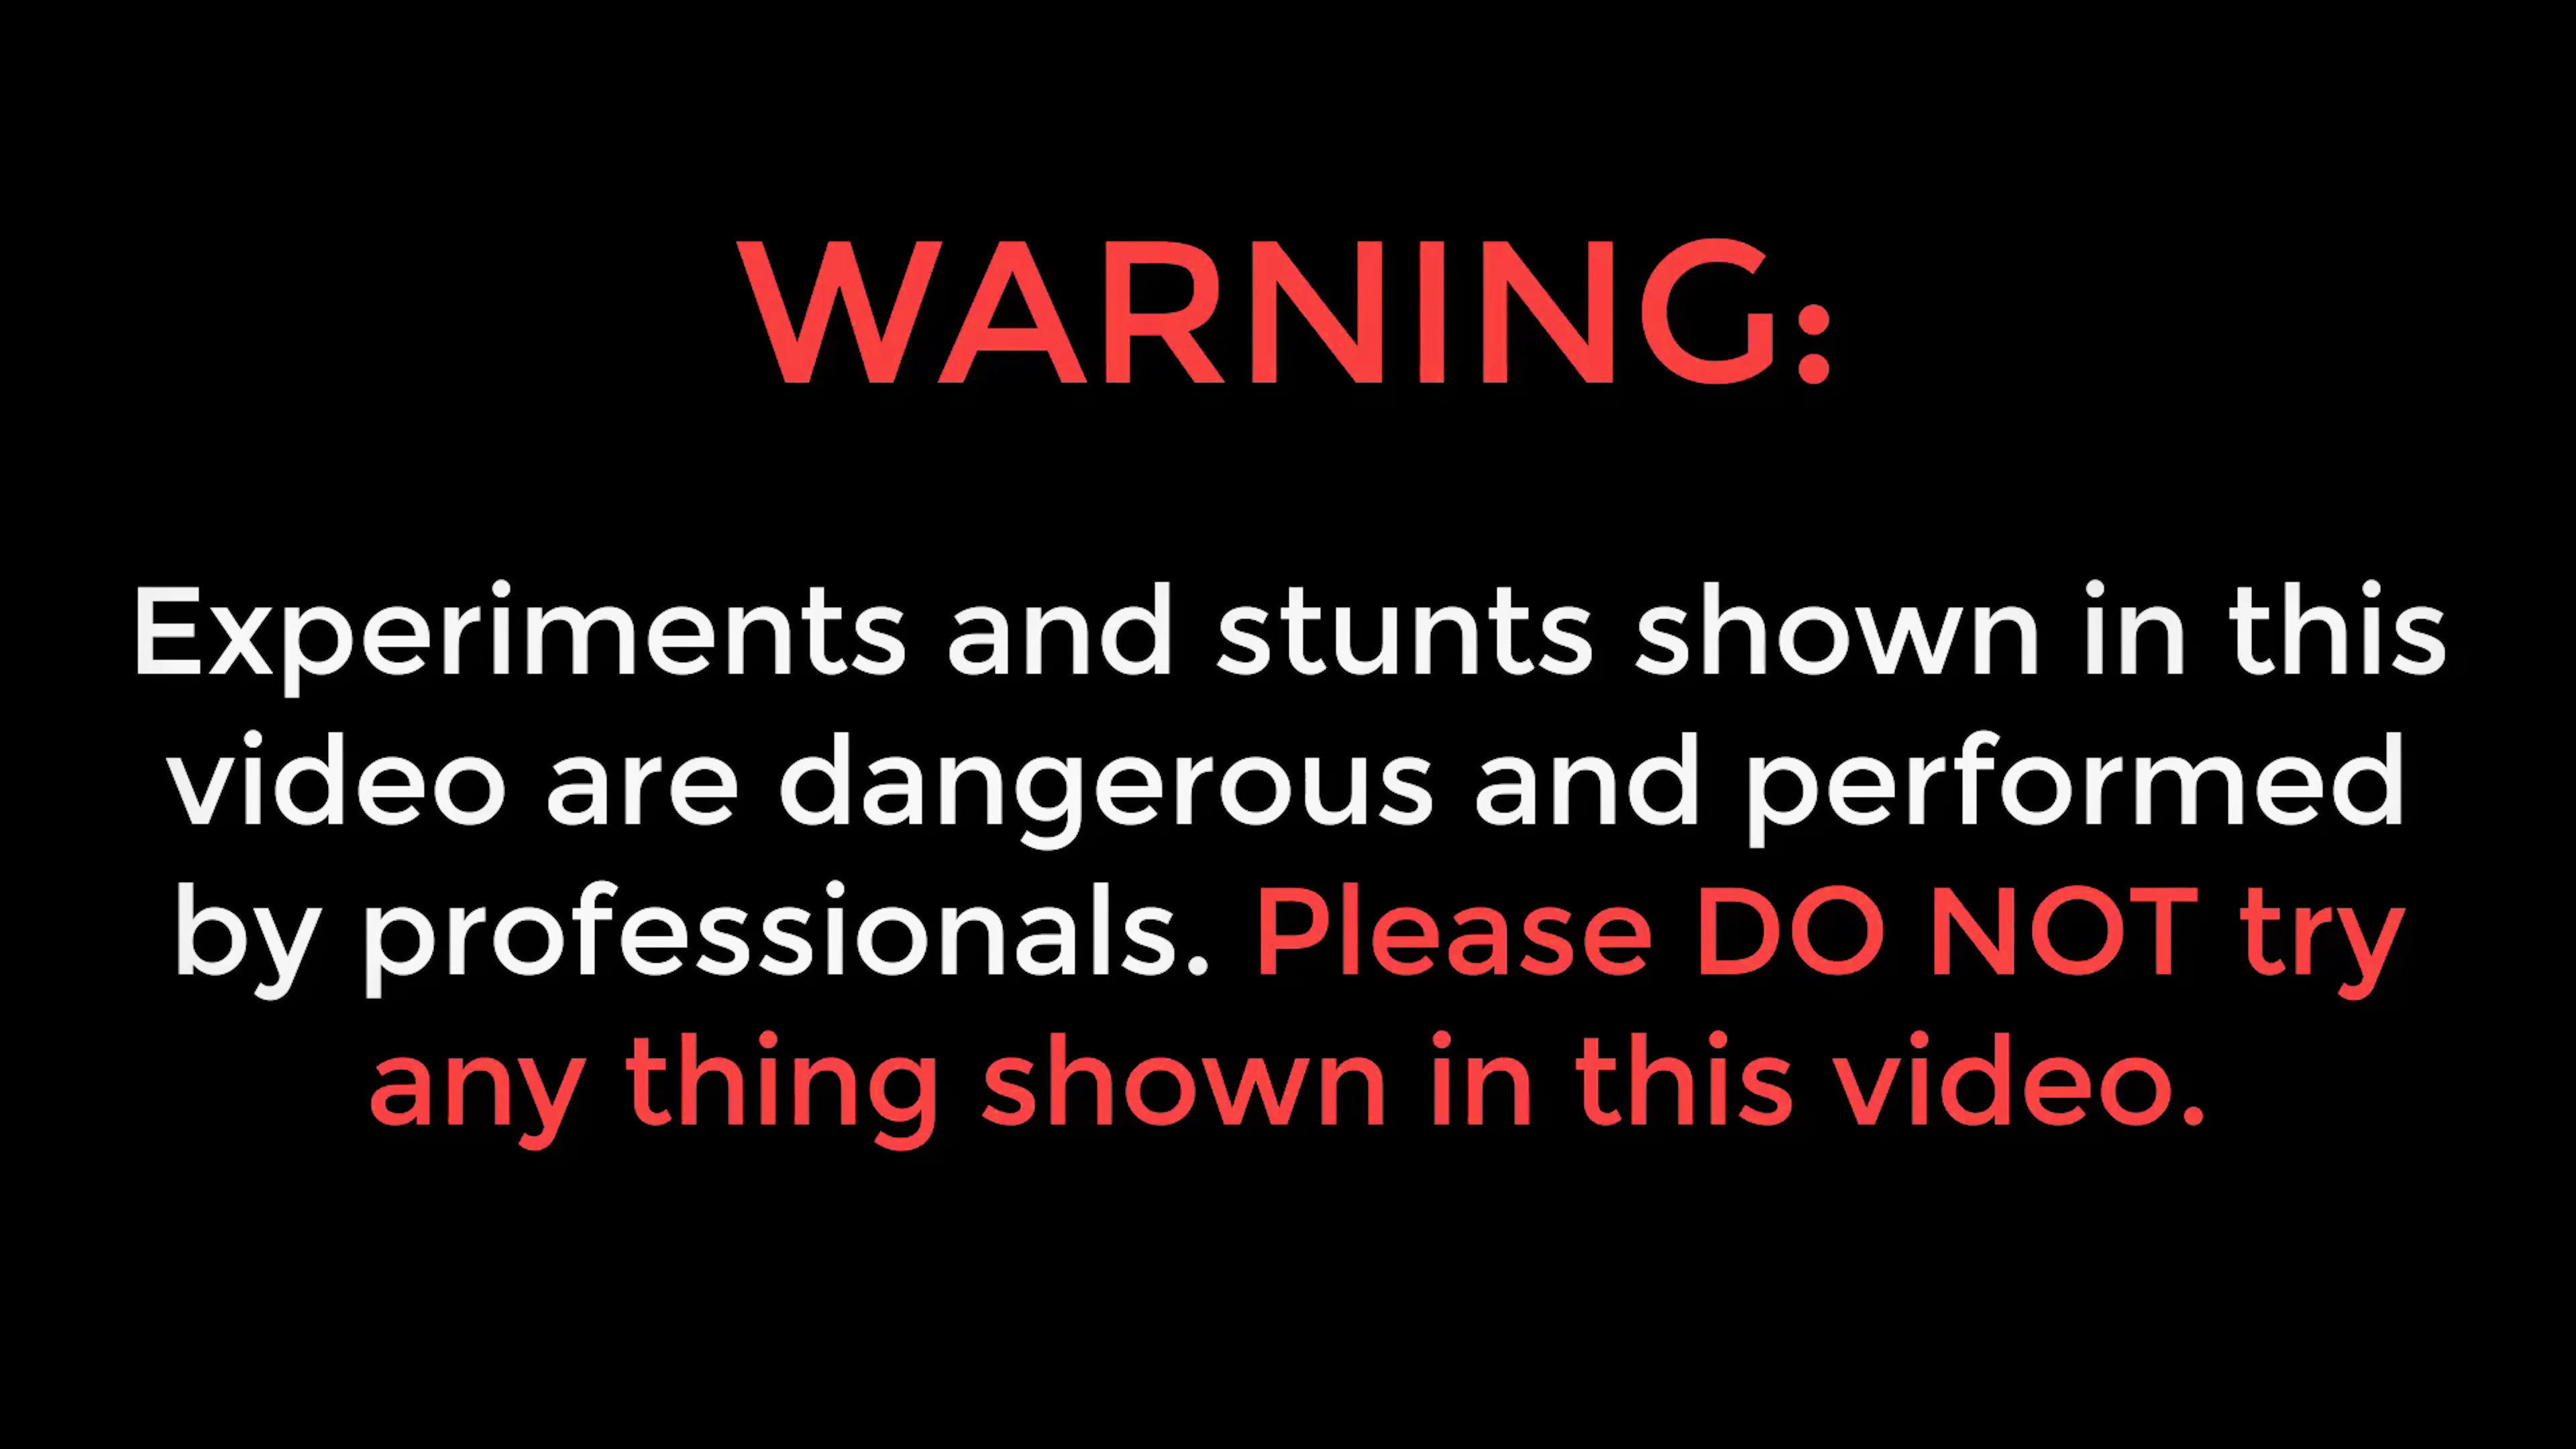 WARNING:
Experiments and stunts shown in this
video are dangerous and performed
by professionals. Please DO NOT try
any thing shown in this video.